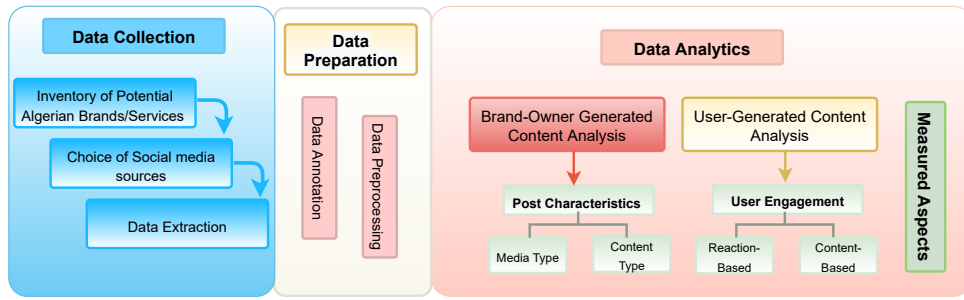 Data Collection
Inventory of Potential
Algerian Brands/Services
Choice of Social media
sources
Data Extraction
Data
Preparation
Data Annotation
Data Preprocessing
Data Analytics
Brand-Owner Generated
Content Analysis
User-Generated Content
Analysis
Post Characteristics
User Engagement
Media Type
Content
Type
Reaction-
Based
Content-
Based
Measured Aspects